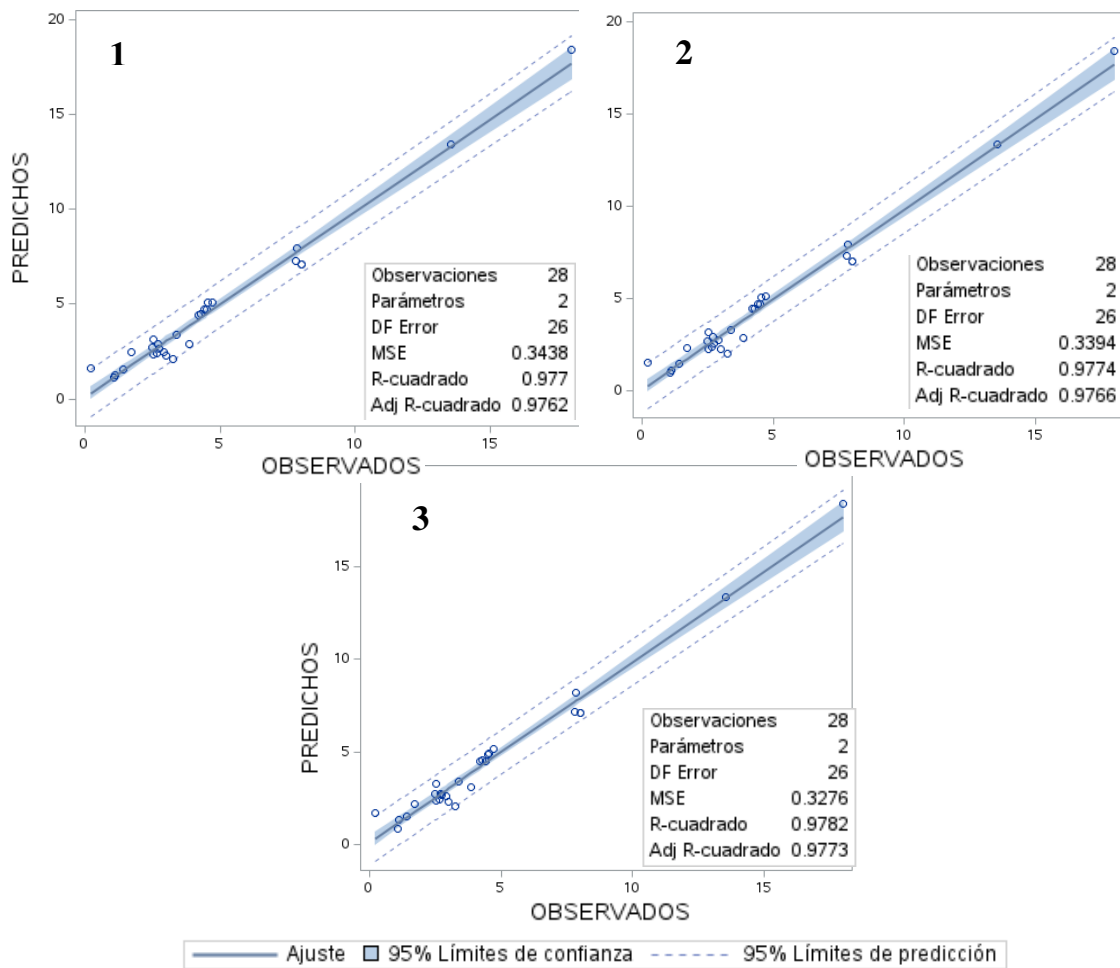 1
20
15
10
5
0
PREDICHOS
Observaciones 28
Parámetros 2
DF Error 26
MSE 0.3438
R-cuadrado 0.977
Adj R-cuadrado 0.9762
0 5 10 15
OBSERVADOS
2
20
15
10
5
0
Observaciones 28
Parámetros 2
DF Error 26
MSE 0.3394
R-cuadrado 0.9774
Adj R-cuadrado 0.9766
0 5 10 15
OBSERVADOS
3
15
10
5
0
PREDICHOS
Observaciones 28
Parámetros 2
DF Error 26
MSE 0.3276
R-cuadrado 0.9782
Adj R-cuadrado 0.9773
0 5 10 15
OBSERVADOS
Ajuste 95% Límites de confianza 95% Límites de predicción